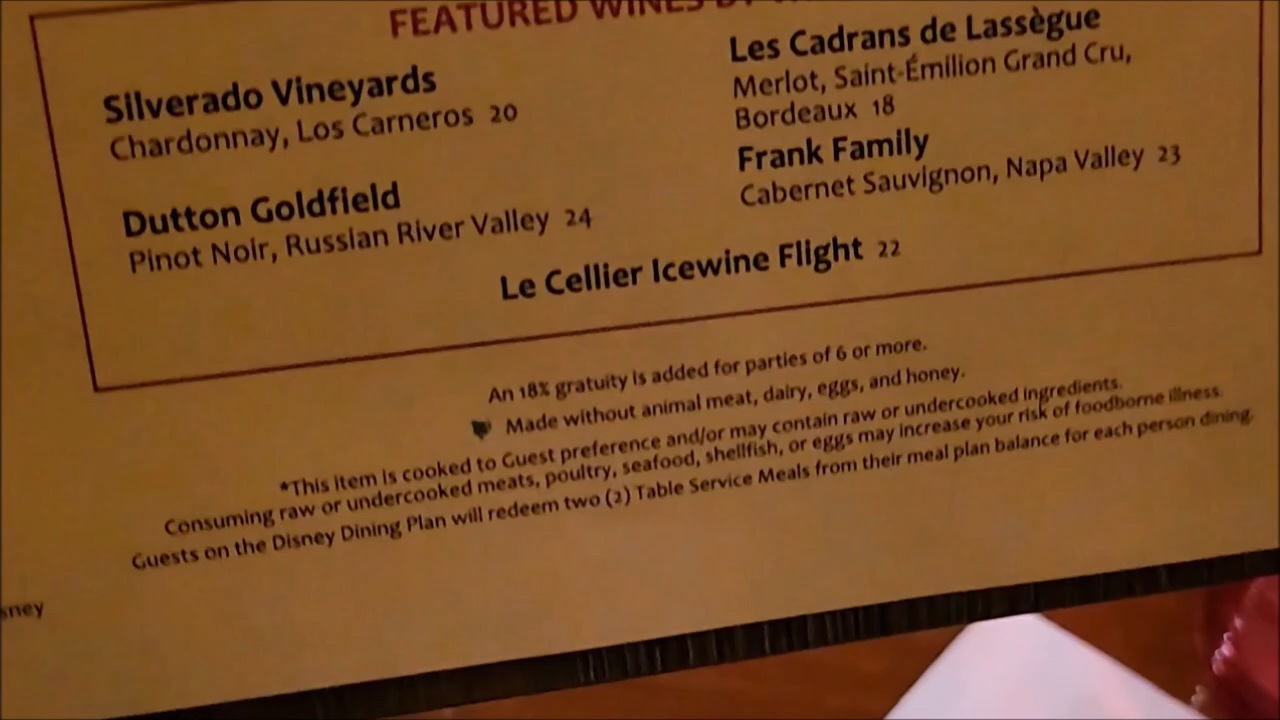 FEATURED WINES
Silverado Vineyards
Chardonnay, Los Carneros 20
Dutton Goldfield
Pinot Noir, Russian River Valley 24
Les Cadrans de Lassègue
Merlot, Saint-Émilion Grand Cru,
Bordeaux 18
Frank Family
Cabernet Sauvignon, Napa Valley 23
Le Cellier Icewine Flight 22
An 18% gratuity is added for parties of 6 or more.
Made without animal meat, dairy, eggs, and honey.
*This item is cooked to Guest preference and/or may contain raw or undercooked ingredients.
Consuming raw or undercooked meats, poultry, seafood, shellfish, or eggs may increase your risk of foodborne illness.
Guests on the Disney Dining Plan will redeem two (2) Table Service Meals from their meal plan balance for each person dining.
sney